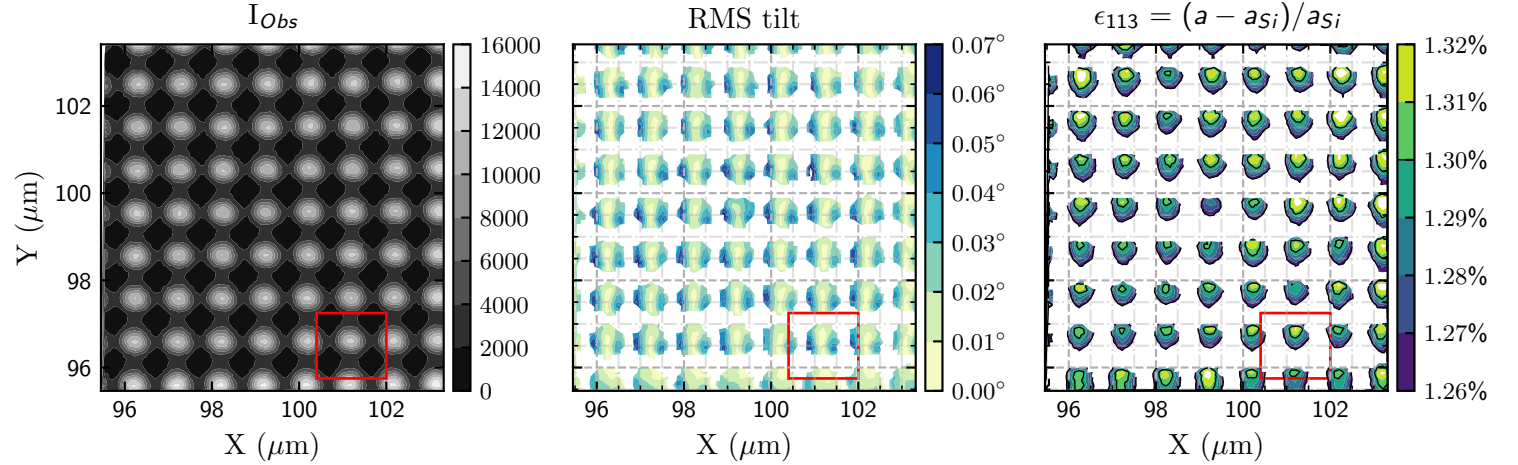 I_Obs
RMS tilt
ϵ_113 = (a − a_Si)/a_Si
Y (μm)
102
100
98
96
96 98 100 102
X (μm)
16000
14000
12000
10000
8000
6000
4000
2000
0
96 98 100 102
X (μm)
0.07°
0.06°
0.05°
0.04°
0.03°
0.02°
0.01°
0.00°
96 98 100 102
X (μm)
1.32%
1.31%
1.30%
1.29%
1.28%
1.27%
1.26%